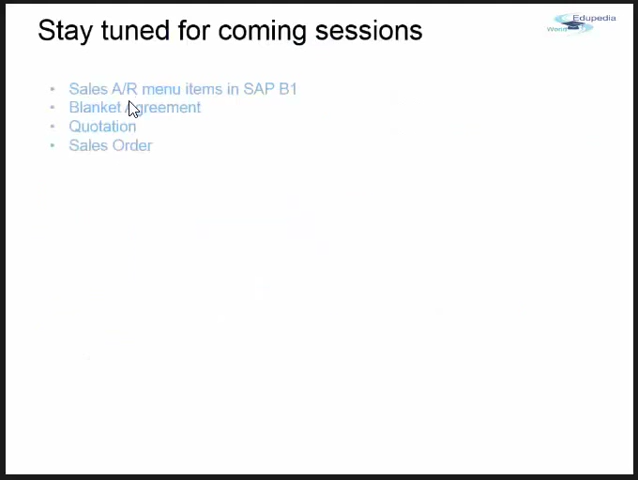 Stay tuned for coming sessions
Edupedia
World
• Sales A/R menu items in SAP B1
• Blanket Agreement
• Quotation
• Sales Order